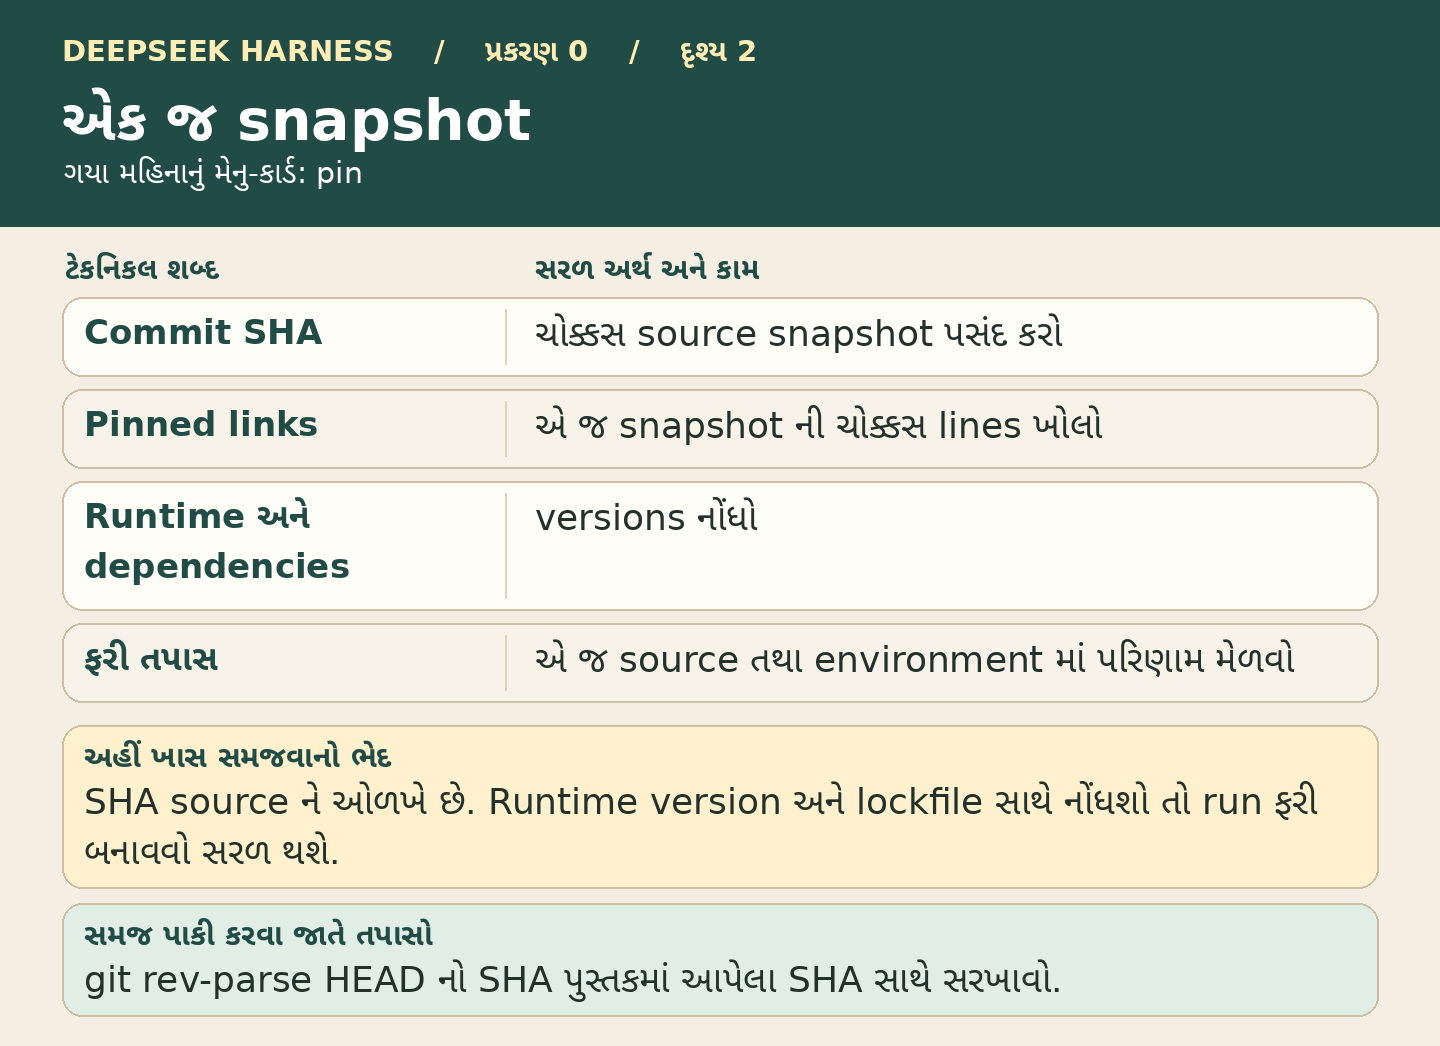 DEEPSEEK HARNESS / પ્રકરણ 0 / દૃશ્ય 2
એક જ snapshot
ગયા મહિનાનું મેનુ-કાર્ડ: pin
ટેકનિકલ શબ્દ સરળ અર્થ અને કામ
Commit SHA ચોક્કસ source snapshot પસંદ કરો
Pinned links એ જ snapshot ની ચોક્કસ lines ખોલો
Runtime અને versions નોંધો
dependencies
ફરી તપાસ એ જ source તથા environment માં પરિણામ મેળવો
અહીં ખાસ સમજવાનો ભેદ
SHA source ને ઓળખે છે. Runtime version અને lockfile સાથે નોંધશો તો run ફરી
બનાવવો સરળ થશે.
સમજ પાકી કરવા જાતે તપાસો
git rev-parse HEAD નો SHA પુસ્તકમાં આપેલા SHA સાથે સરખાવો.